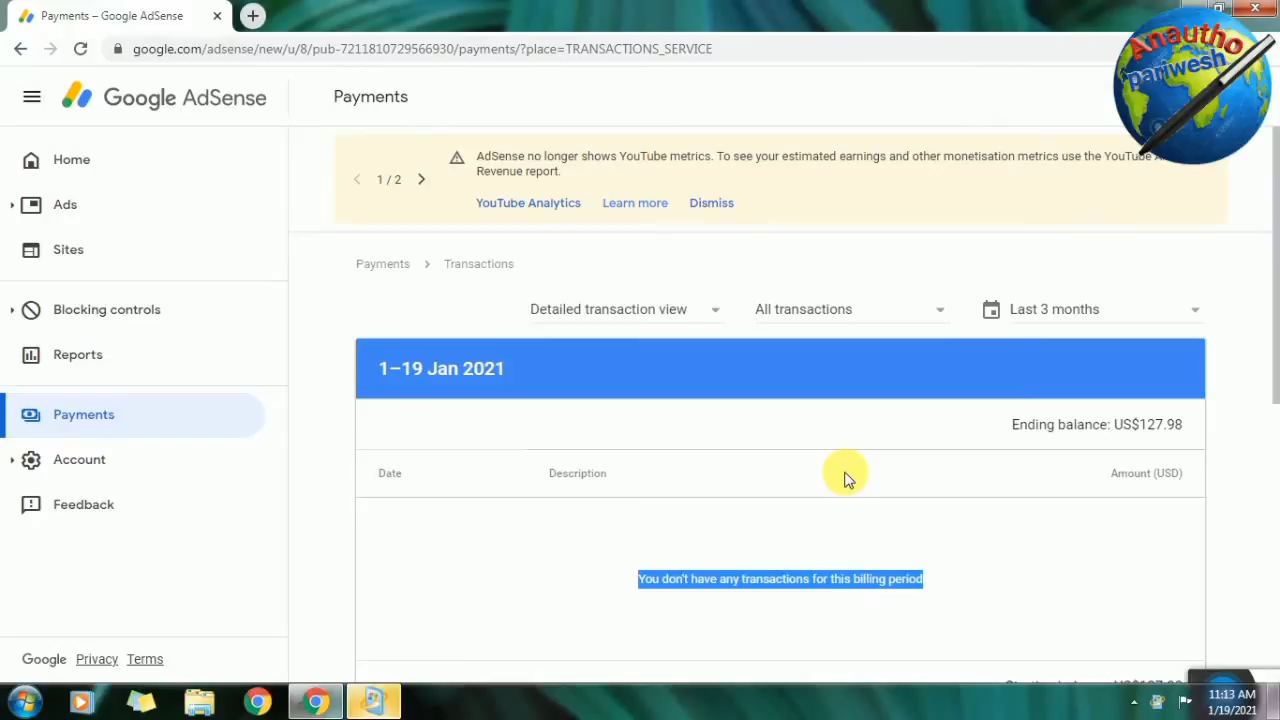 Payments – Google AdSense
google.com/adsense/new/u/8/pub-7211810729566930/payments/?place=TRANSACTIONS_SERVICE
Anautho
pariwesh
Google AdSense
Payments
Home
Ads
Sites
Blocking controls
Reports
Payments
Account
Feedback
Google Privacy Terms
1 / 2
AdSense no longer shows YouTube metrics. To see your estimated earnings and other monetisation metrics use the YouTube
Revenue report.
YouTube Analytics Learn more Dismiss
Payments Transactions
Detailed transaction view All transactions Last 3 months
1–19 Jan 2021
Ending balance: US$127.98
Date Description Amount (USD)
You don't have any transactions for this billing period
11:13 AM
1/19/2021